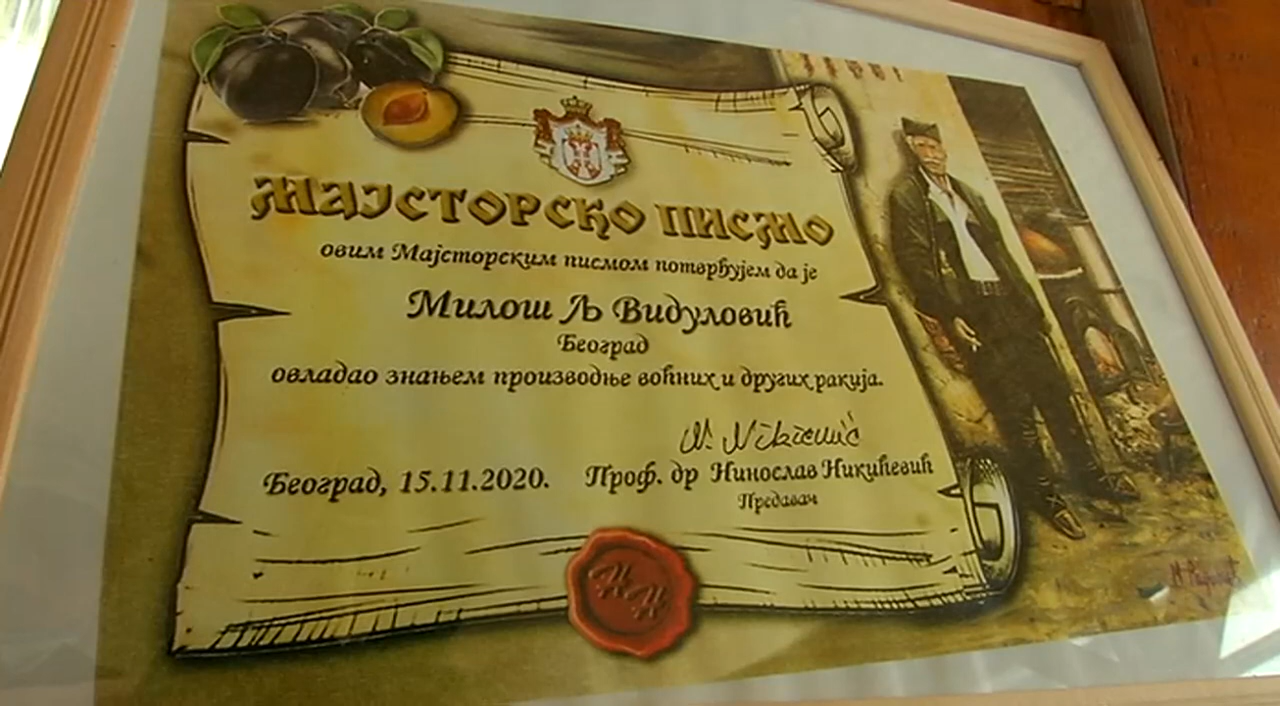 Мајсторско писмо
овим Мајсторским писмом потврђујем да је
Милош Љ Видуловић
Београд
овладао знањем производње воћних и других ракија.
Београд, 15.11.2020. Проф. др Нинослав Никићевић
Предавач